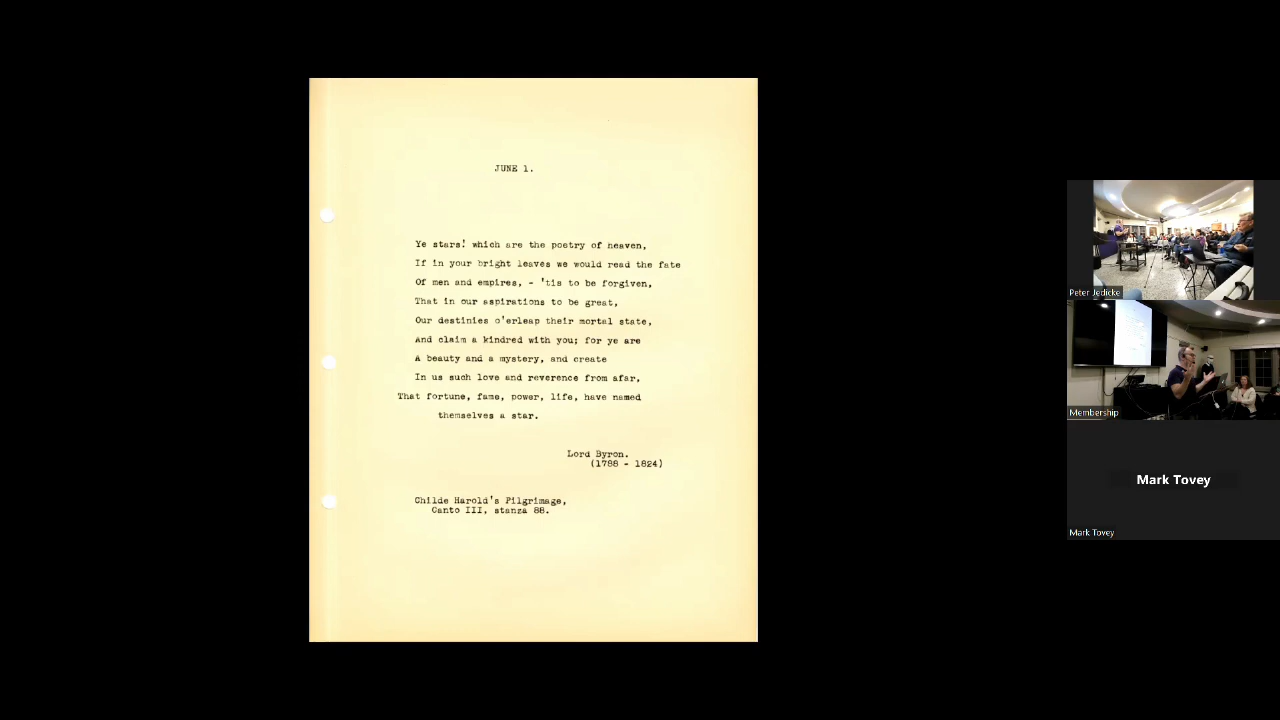 JUNE 1.
Ye stars! which are the poetry of heaven,
If in your bright leaves we would read the fate
Of men and empires, - 'tis to be forgiven,
That in our aspirations to be great,
Our destinies o'erleap their mortal state,
And claim a kindred with you; for ye are
A beauty and a mystery, and create
In us such love and reverence from afar,
That fortune, fame, power, life, have named
themselves a star.
Lord Byron.
(1788 - 1824)
Childe Harold's Pilgrimage,
Canto III, stanza 88.
Peter Jedicke
Membership
Mark Tovey
Mark Tovey